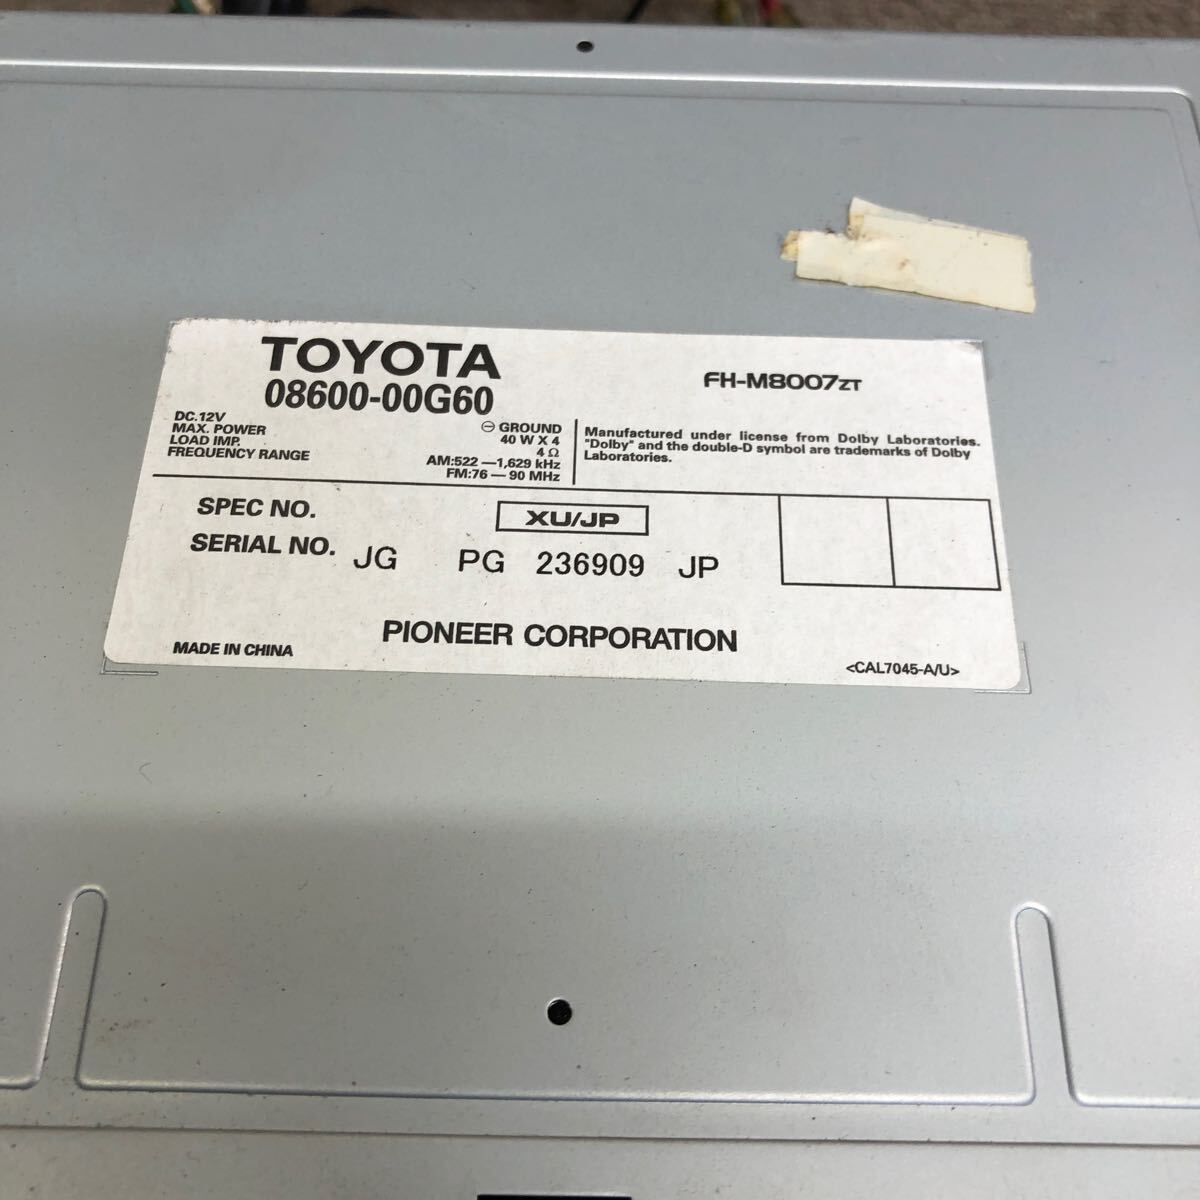 TOYOTA
08600-00G60
FH-M8007ZT
DC.12V ⊖ GROUND
MAX. POWER 40 W X 4
LOAD IMP. 4 Ω
FREQUENCY RANGE AM:522 —1,629 kHz
FM:76 — 90 MHz
Manufactured under license from Dolby Laboratories.
"Dolby" and the double-D symbol are trademarks of Dolby
Laboratories.
SPEC NO. XU/JP
SERIAL NO. JG PG 236909 JP
PIONEER CORPORATION
MADE IN CHINA
<CAL7045-A/U>